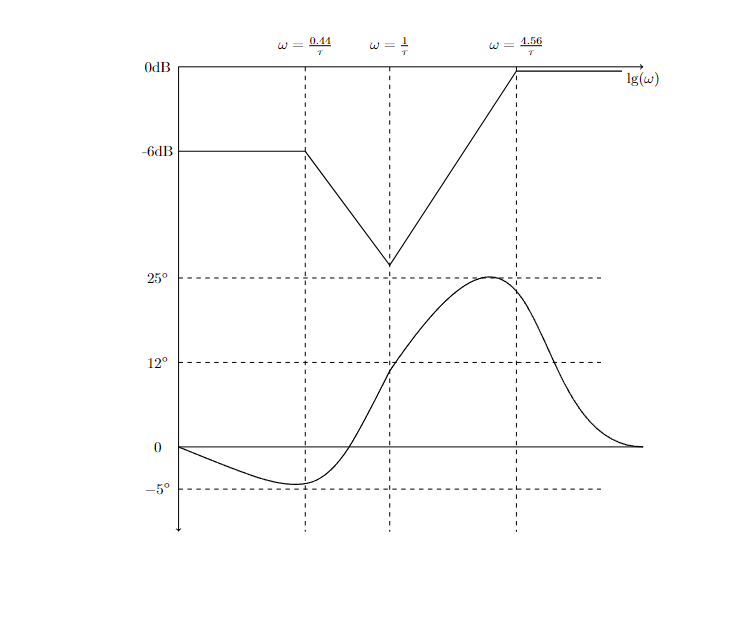 ω = 0.44/τ ω = 1/τ ω = 4.56/τ
0dB
lg(ω)
-6dB
25°
12°
0
−5°